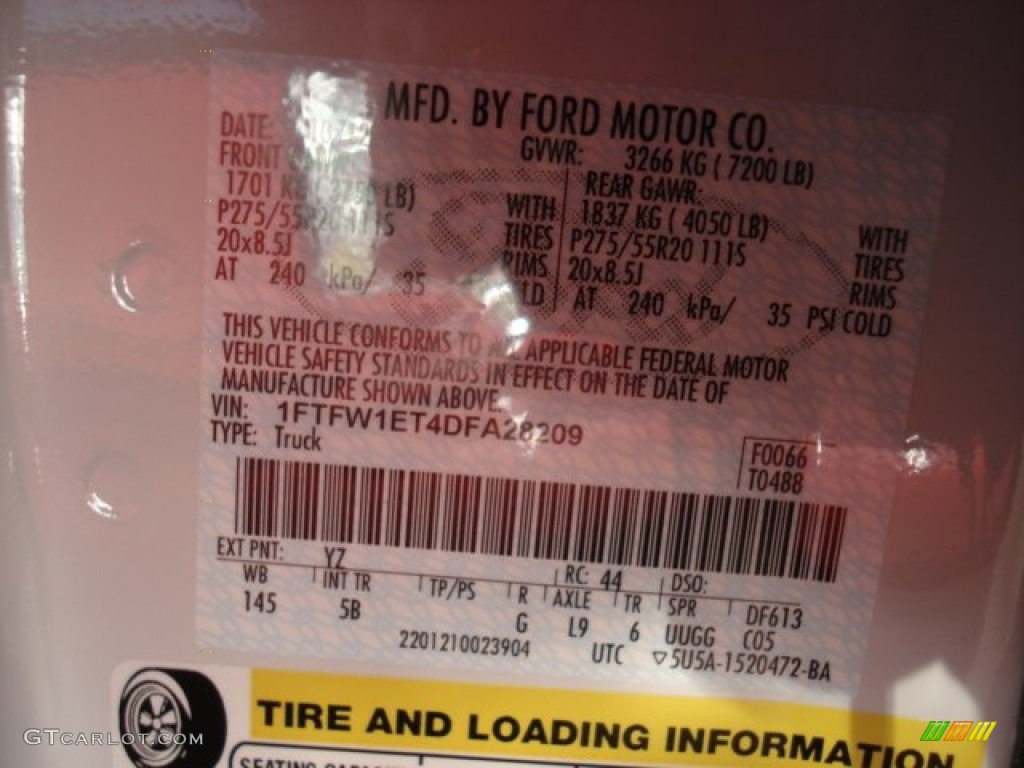 MFD. BY FORD MOTOR CO.
DATE: GVWR: 3266 KG ( 7200 LB)
FRONT REAR GAWR:
1701 LB) WITH 1837 KG ( 4050 LB) WITH
P275/55R20 111S TIRES P275/55R20 111S TIRES
20x8.5J RIMS 20x8.5J RIMS
AT 240 kPa/ 35 AT 240 kPa/ 35 PSI COLD
THIS VEHICLE CONFORMS TO ALL APPLICABLE FEDERAL MOTOR
VEHICLE SAFETY STANDARDS IN EFFECT ON THE DATE OF
MANUFACTURE SHOWN ABOVE.
VIN: 1FTFW1ET4DFA28209
TYPE: Truck
F0066
T0488
EXT PNT: YZ RC: 44 DSO:
WB INT TR TP/PS R AXLE TR SPR DF613
145 5B G L9 6 UUGG C05
2201210023904 UTC ▽5U5A-1520472-BA
TIRE AND LOADING INFORMATION
GTCARLOT.COM